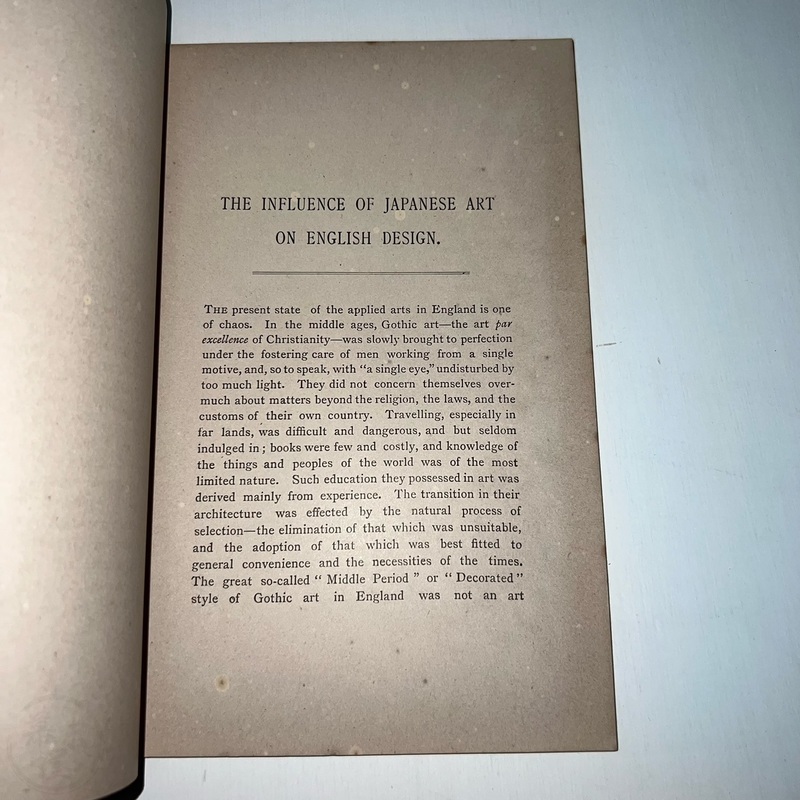 THE INFLUENCE OF JAPANESE ART
ON ENGLISH DESIGN.
THE present state of the applied arts in England is one
of chaos. In the middle ages, Gothic art—the art par
excellence of Christianity—was slowly brought to perfection
under the fostering care of men working from a single
motive, and, so to speak, with “a single eye,” undisturbed by
too much light. They did not concern themselves over-
much about matters beyond the religion, the laws, and the
customs of their own country. Travelling, especially in
far lands, was difficult and dangerous, and but seldom
indulged in; books were few and costly, and knowledge of
the things and peoples of the world was of the most
limited nature. Such education they possessed in art was
derived mainly from experience. The transition in their
architecture was effected by the natural process of
selection—the elimination of that which was unsuitable,
and the adoption of that which was best fitted to
general convenience and the necessities of the times.
The great so-called “Middle Period” or “Decorated”
style of Gothic art in England was not an art